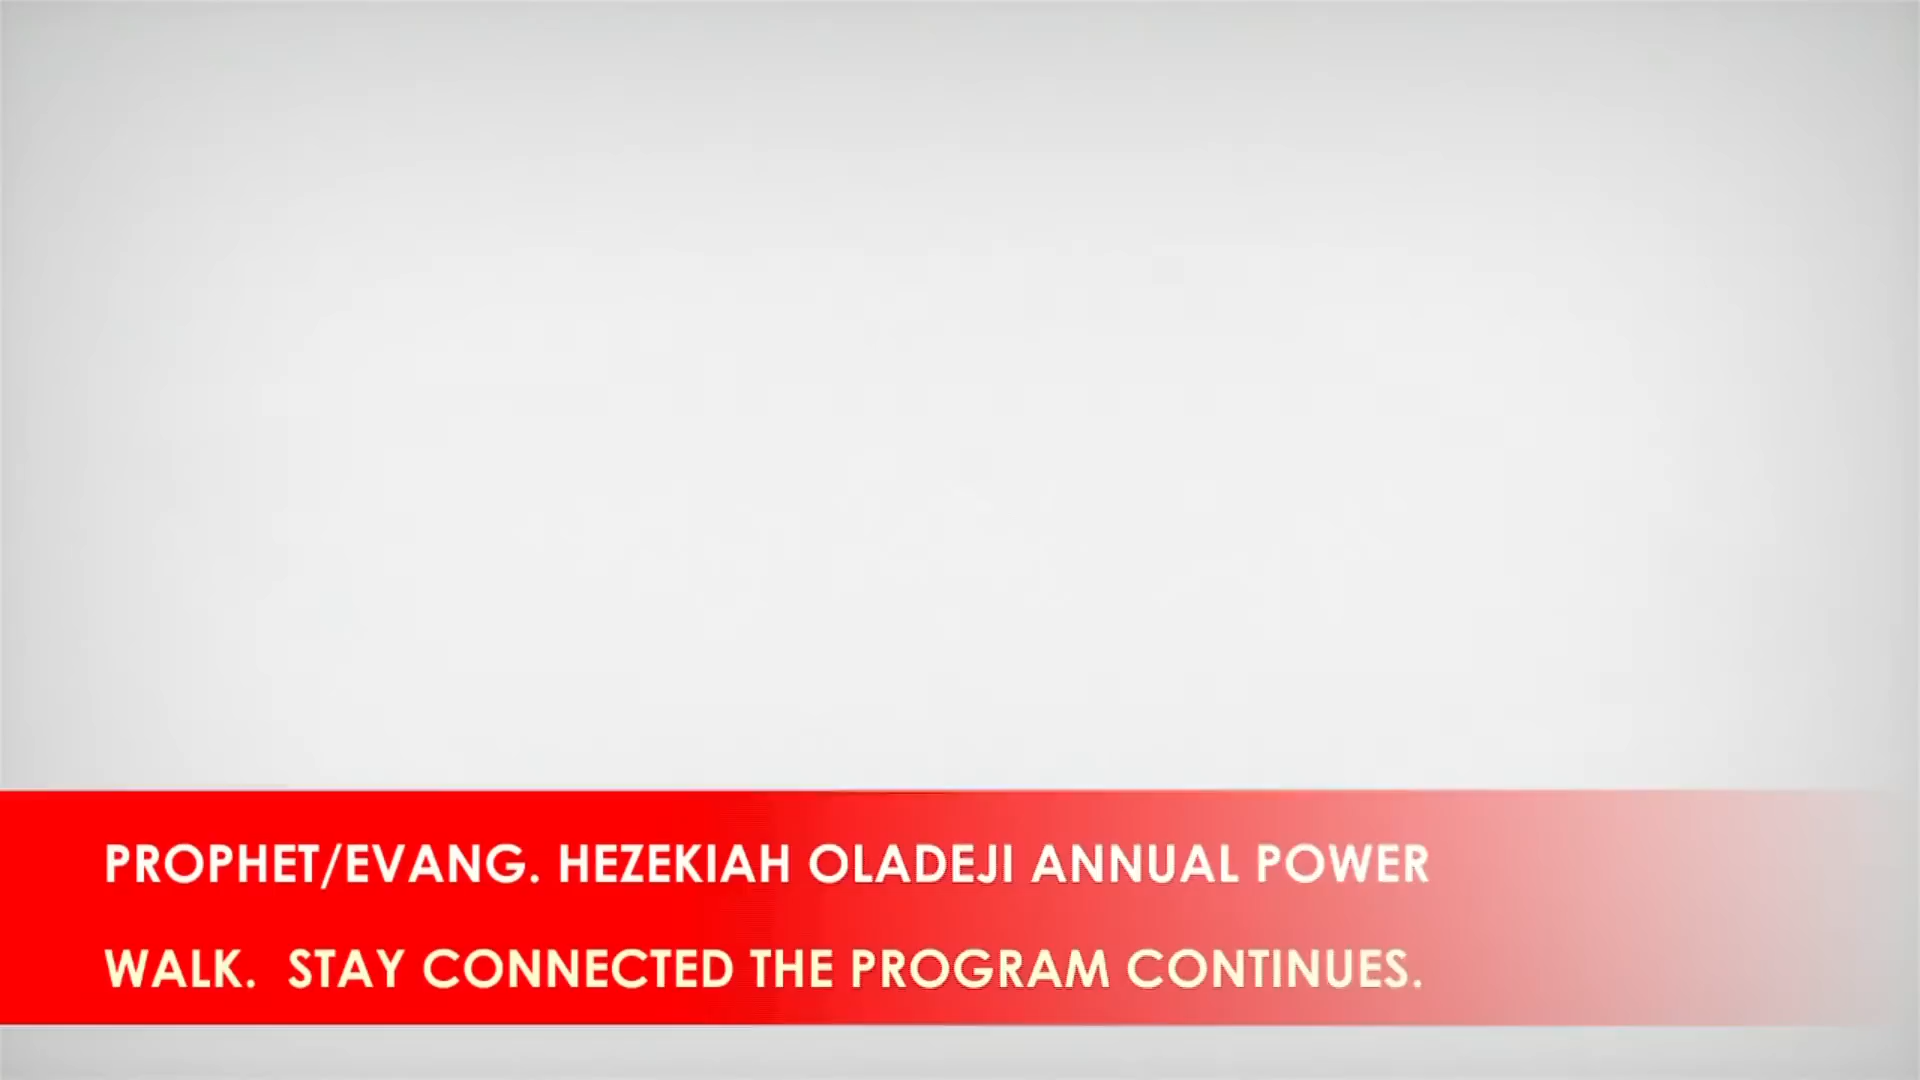 PROPHET/EVANG. HEZEKIAH OLADEJI ANNUAL POWER
WALK.  STAY CONNECTED THE PROGRAM CONTINUES.